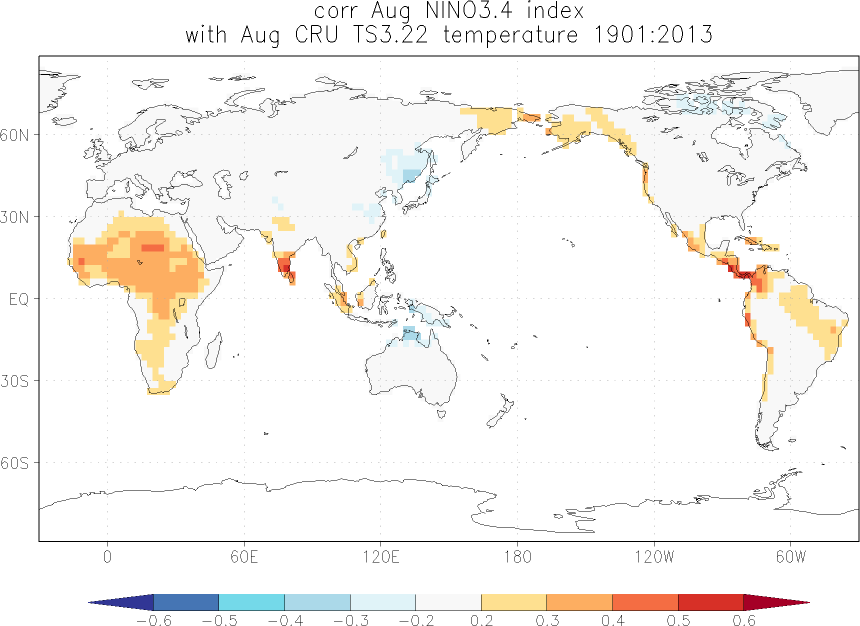 corr Aug NINO3.4 index
with Aug CRU TS3.22 temperature 1901:2013
60N
30N
EQ
30S
60S
0 60E 120E 180 120W 60W
-0.6 -0.5 -0.4 -0.3 -0.2 0.2 0.3 0.4 0.5 0.6